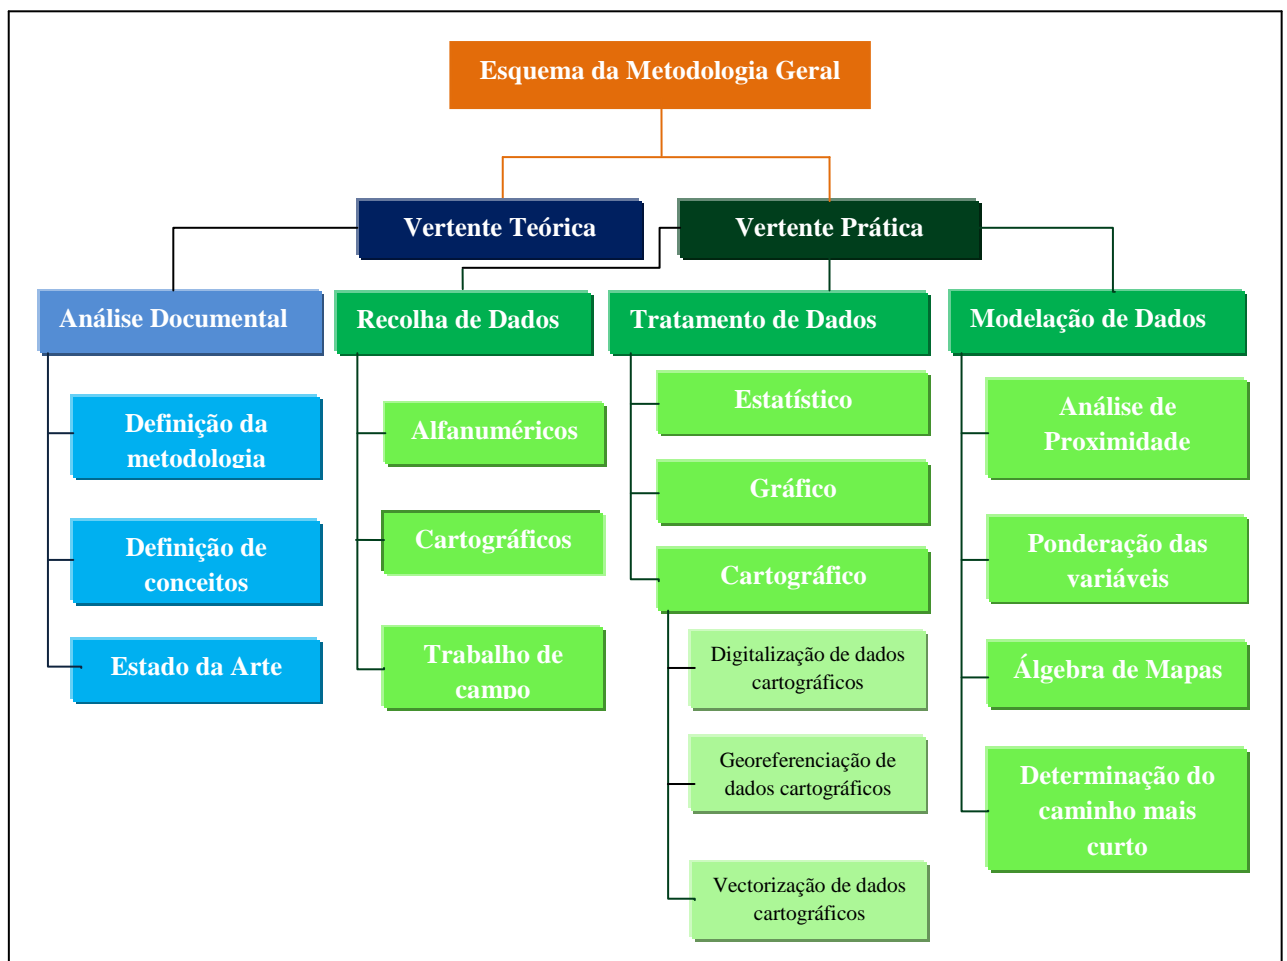 Esquema da Metodologia Geral
Vertente Teórica
Vertente Prática
Análise Documental
Recolha de Dados
Tratamento de Dados
Modelação de Dados
Definição da
metodologia
Definição de
conceitos
Estado da Arte
Alfanuméricos
Cartográficos
Trabalho de
campo
Estatístico
Gráfico
Cartográfico
Digitalização de dados
cartográficos
Georeferenciação de
dados cartográficos
Vectorização de dados
cartográficos
Análise de
Proximidade
Ponderação das
variáveis
Álgebra de Mapas
Determinação do
caminho mais
curto